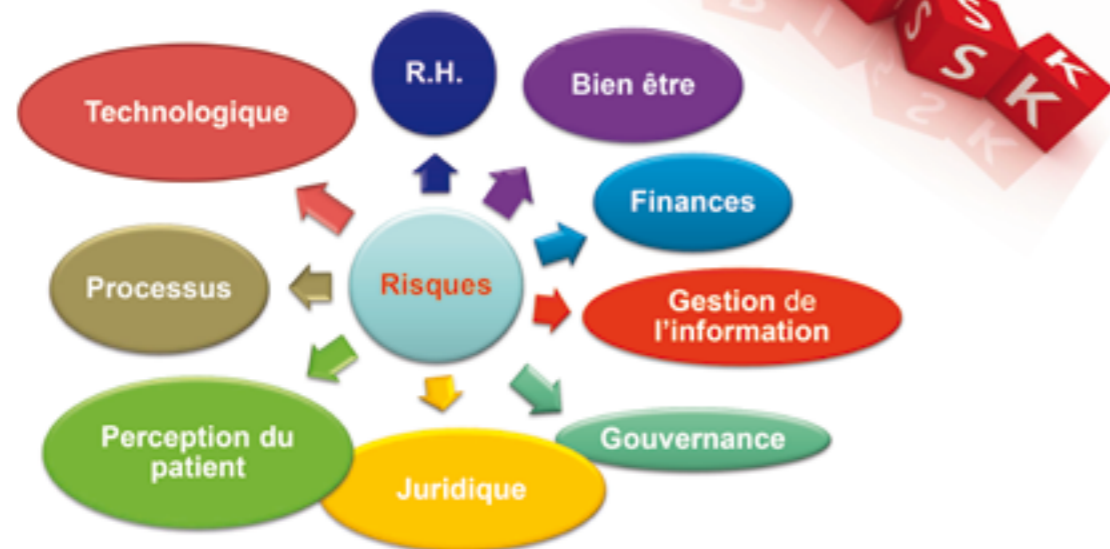 R.H.
Bien être
Technologique
Finances
Processus
Risques
Gestion de
l'information
Perception du
patient
Juridique
Gouvernance
S
S
K
K